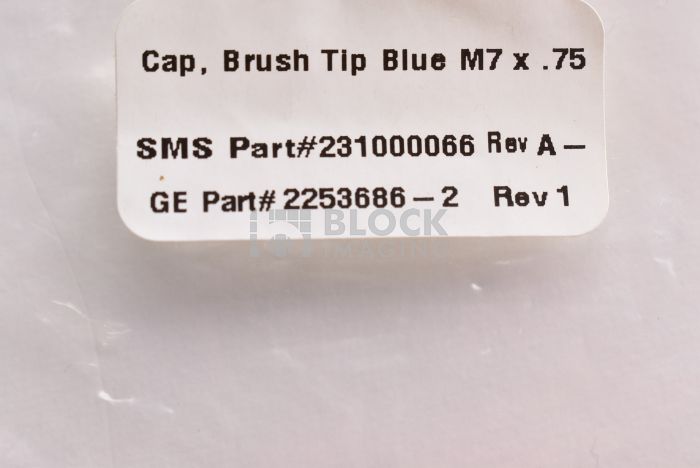 Cap, Brush Tip Blue M7 x .75
SMS Part#231000066 Rev A –
GE Part# 2253686 – 2 Rev 1
BLOCK
IMAGING